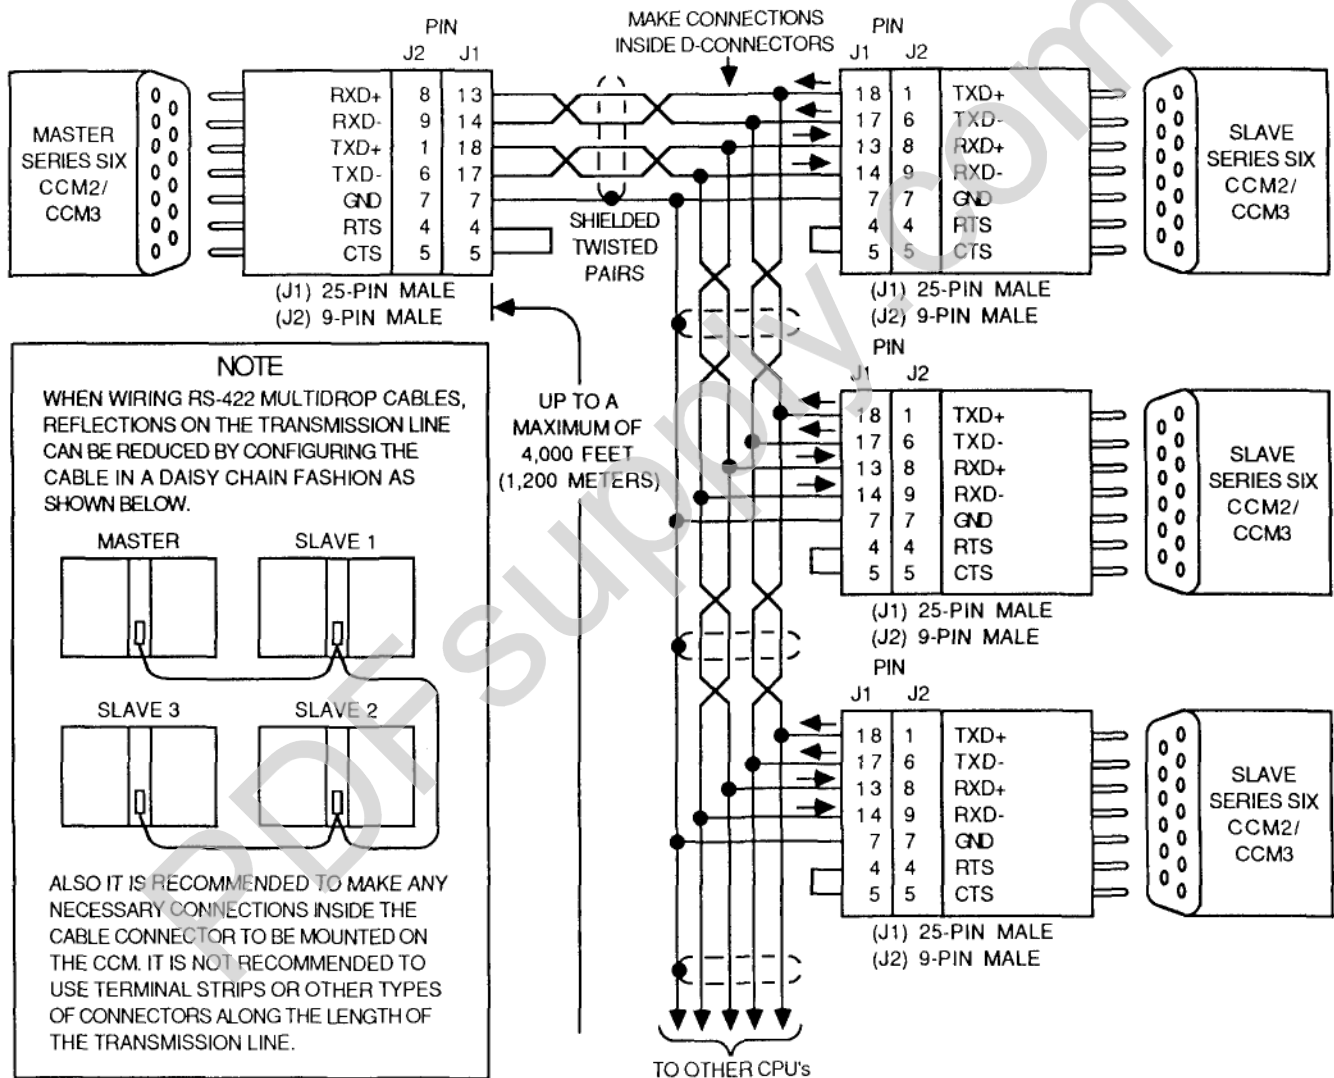 PIN
J2 J1
MASTER
SERIES SIX
CCM2/
CCM3
RXD+ 8 13
RXD- 9 14
TXD+ 1 18
TXD- 6 17
GND 7 7
RTS 4 4
CTS 5 5
(J1) 25-PIN MALE
(J2) 9-PIN MALE
MAKE CONNECTIONS
INSIDE D-CONNECTORS
SHIELDED
TWISTED
PAIRS
UP TO A
MAXIMUM OF
4,000 FEET
(1,200 METERS)
PIN
J1 J2
18 1 TXD+
17 6 TXD-
13 8 RXD+
14 9 RXD-
7 7 GND
4 4 RTS
5 5 CTS
SLAVE
SERIES SIX
CCM2/
CCM3
(J1) 25-PIN MALE
(J2) 9-PIN MALE
PIN
J1 J2
18 1 TXD+
17 6 TXD-
13 8 RXD+
14 9 RXD-
7 7 GND
4 4 RTS
5 5 CTS
SLAVE
SERIES SIX
CCM2/
CCM3
(J1) 25-PIN MALE
(J2) 9-PIN MALE
PIN
J1 J2
18 1 TXD+
17 6 TXD-
13 8 RXD+
14 9 RXD-
7 7 GND
4 4 RTS
5 5 CTS
SLAVE
SERIES SIX
CCM2/
CCM3
(J1) 25-PIN MALE
(J2) 9-PIN MALE
TO OTHER CPU's
NOTE
WHEN WIRING RS-422 MULTIDROP CABLES,
REFLECTIONS ON THE TRANSMISSION LINE
CAN BE REDUCED BY CONFIGURING THE
CABLE IN A DAISY CHAIN FASHION AS
SHOWN BELOW.
MASTER SLAVE 1
SLAVE 3 SLAVE 2
ALSO IT IS RECOMMENDED TO MAKE ANY
NECESSARY CONNECTIONS INSIDE THE
CABLE CONNECTOR TO BE MOUNTED ON
THE CCM. IT IS NOT RECOMMENDED TO
USE TERMINAL STRIPS OR OTHER TYPES
OF CONNECTORS ALONG THE LENGTH OF
THE TRANSMISSION LINE.
PDFsupply.com